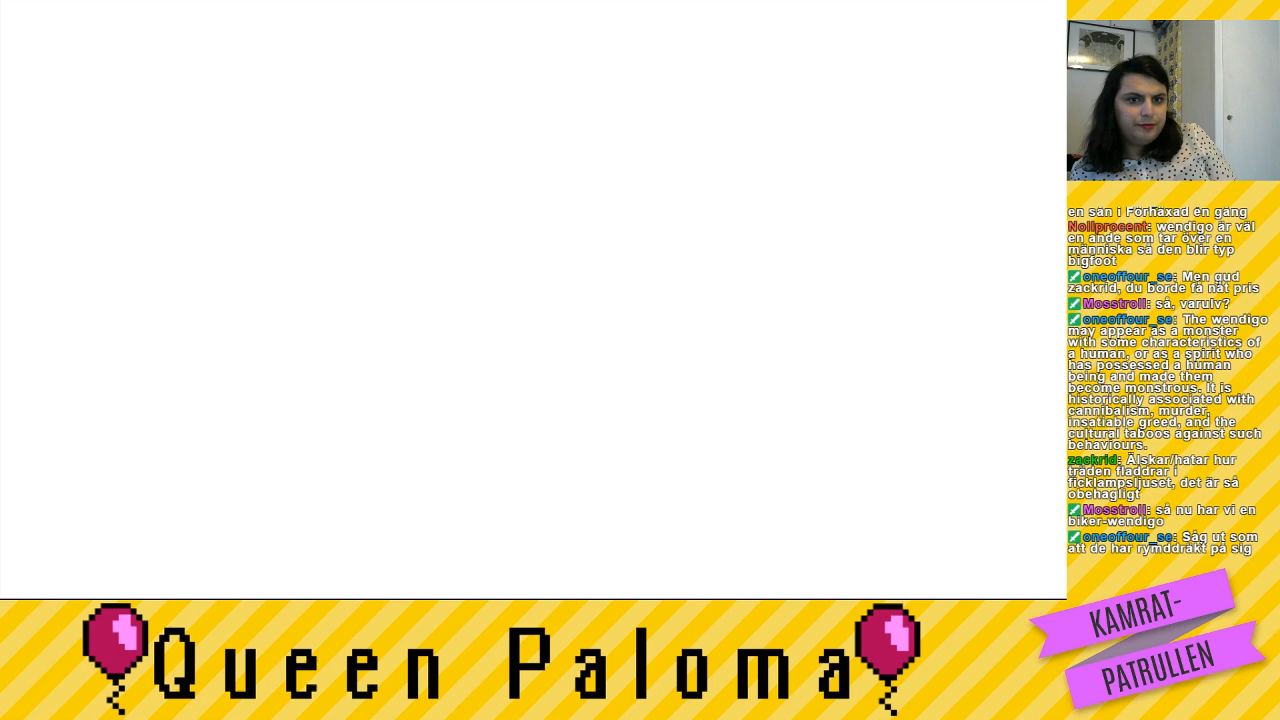 en sån i Förhäxad en gång
Nollprocent: wendigo är väl
en ande som tar över en
människa så den blir typ
bigfoot
oneoffour_se: Men gud
zackrid, du borde få nåt pris
Mosstroll: så, varulv?
oneoffour_se: The wendigo
may appear as a monster
with some characteristics of
a human, or as a spirit who
has possessed a human
being and made them
become monstrous. It is
historically associated with
cannibalism, murder,
insatiable greed, and the
cultural taboos against such
behaviours.
zackrid: Älskar/hatar hur
träden fladdrar i
ficklampsljuset, det är så
obehagligt
Mosstroll: så nu har vi en
biker-wendigo
oneoffour_se: Såg ut som
att de har rymddräkt på sig
Queen Paloma
KAMRAT-
PATRULLEN